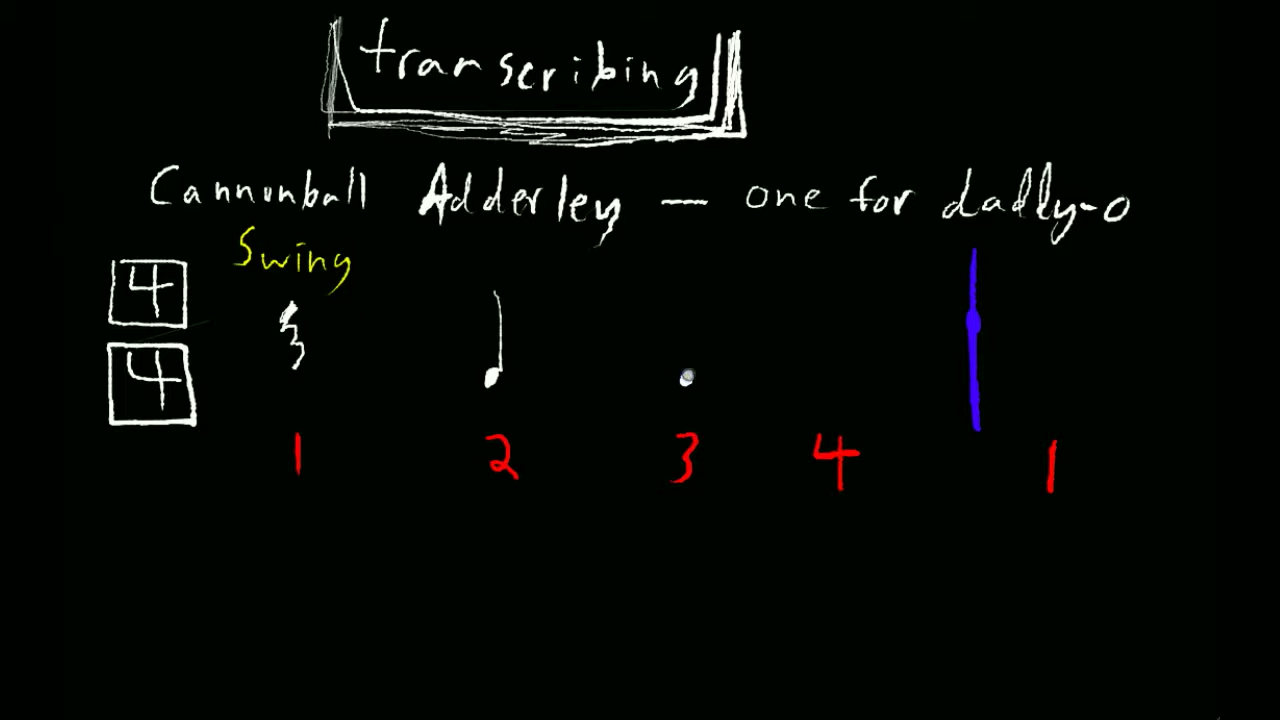 transcribing
Cannonball Adderley — one for daddy-o
Swing
4
4
1 2 3 4 1